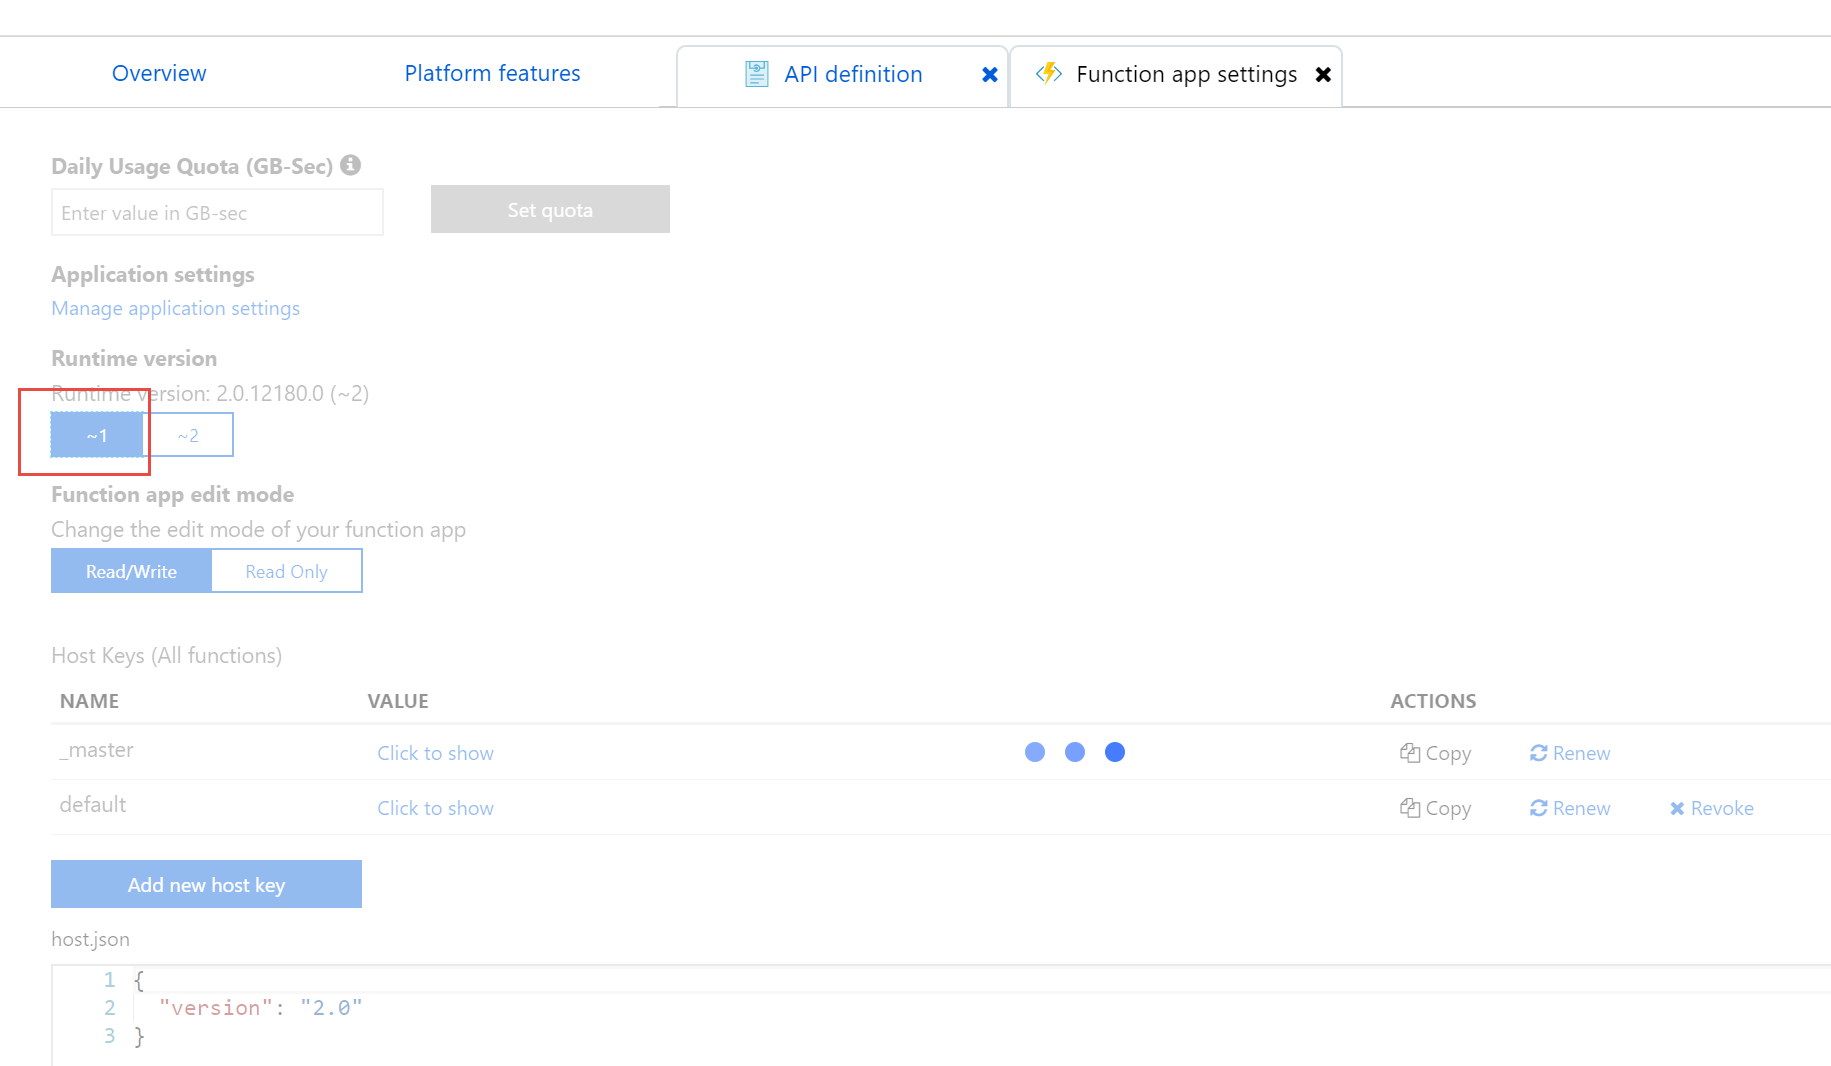 Overview Platform features API definition Function app settings
Daily Usage Quota (GB-Sec)
Enter value in GB-sec Set quota
Application settings
Manage application settings
Runtime version
Runtime version: 2.0.12180.0 (~2)
~1 ~2
Function app edit mode
Change the edit mode of your function app
Read/Write Read Only
Host Keys (All functions)
NAME VALUE ACTIONS
_master Click to show Copy Renew
default Click to show Copy Renew Revoke
Add new host key
host.json
1 {
2 "version": "2.0"
3 }